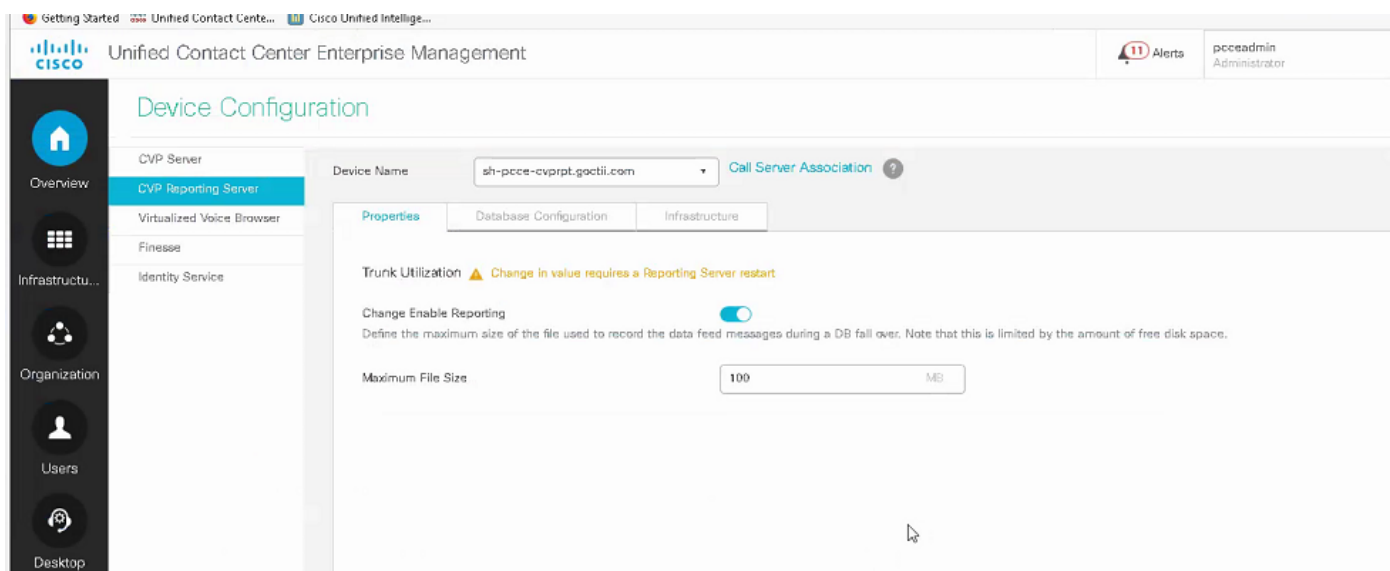 Getting Started Unified Contact Cente... Cisco Unified Intellige...
CISCO Unified Contact Center Enterprise Management 11 Alerts pcceadmin
Administrator
Device Configuration
Overview
Infrastructu...
Organization
Users
Desktop
CVP Server
CVP Reporting Server
Virtualized Voice Browser
Finesse
Identity Service
Device Name sh-pcce-cvprpt.goctii.com Call Server Association ?
Properties Database Configuration Infrastructure
Trunk Utilization Change in value requires a Reporting Server restart
Change Enable Reporting
Define the maximum size of the file used to record the data feed messages during a DB fall over. Note that this is limited by the amount of free disk space.
Maximum File Size 100 MB